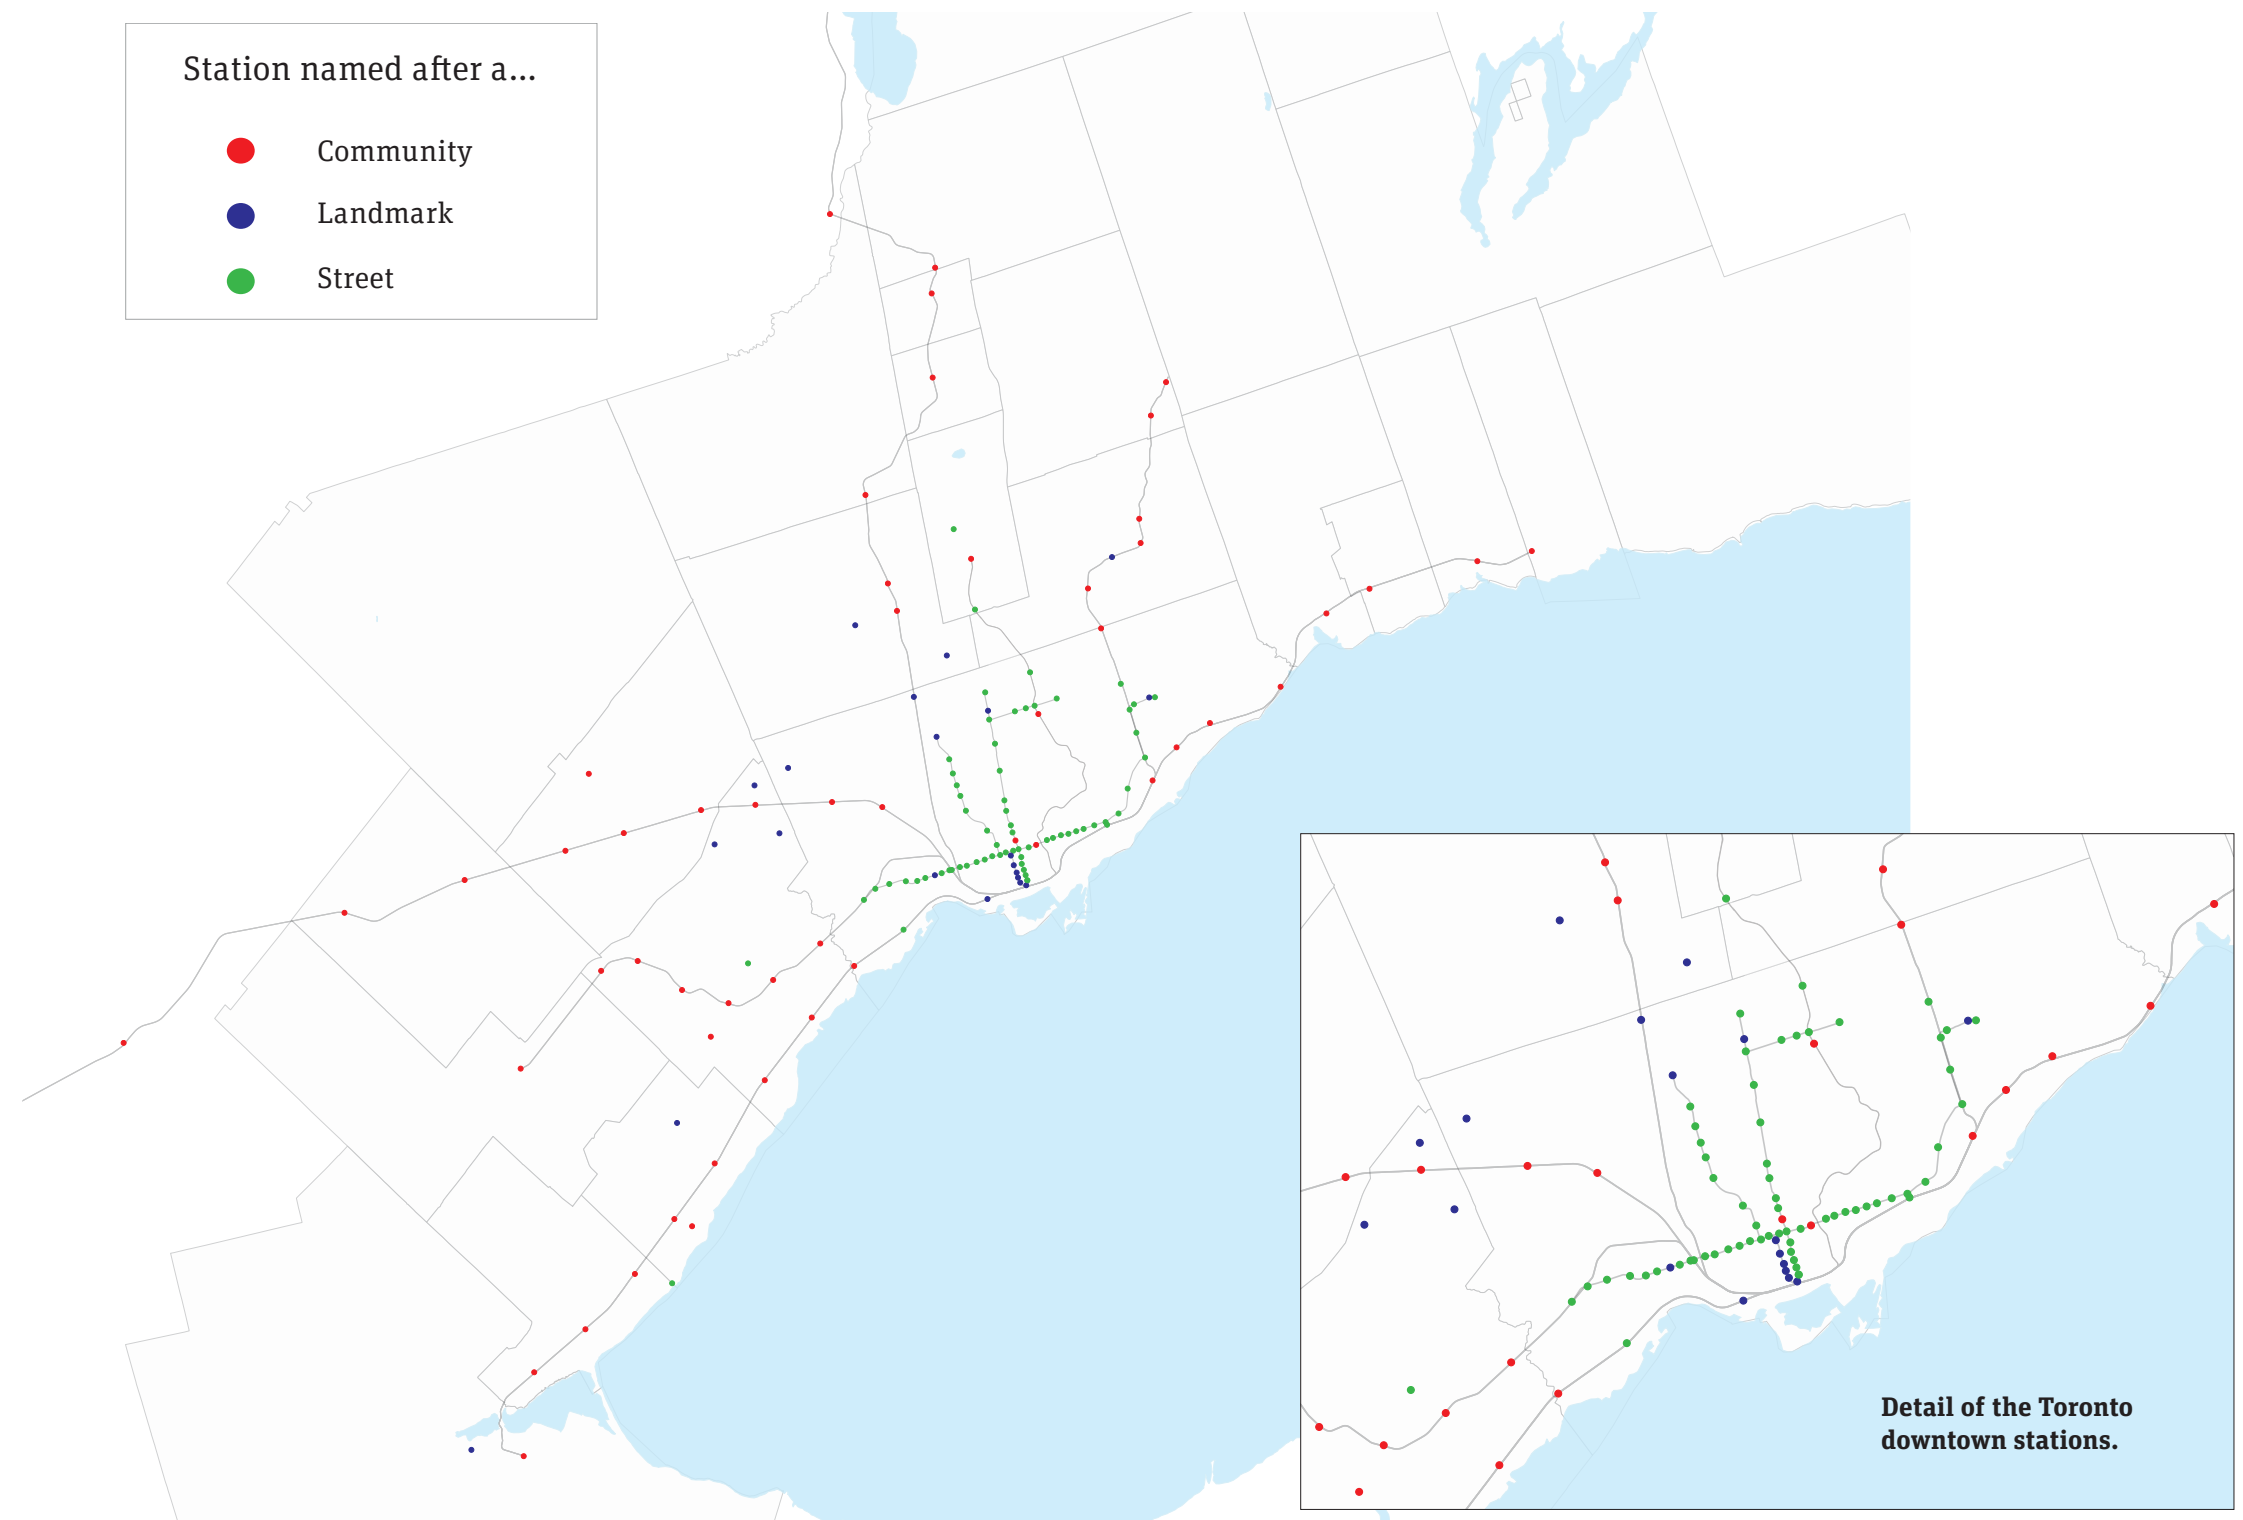 Station named after a...
Community
Landmark
Street
Detail of the Toronto
downtown stations.